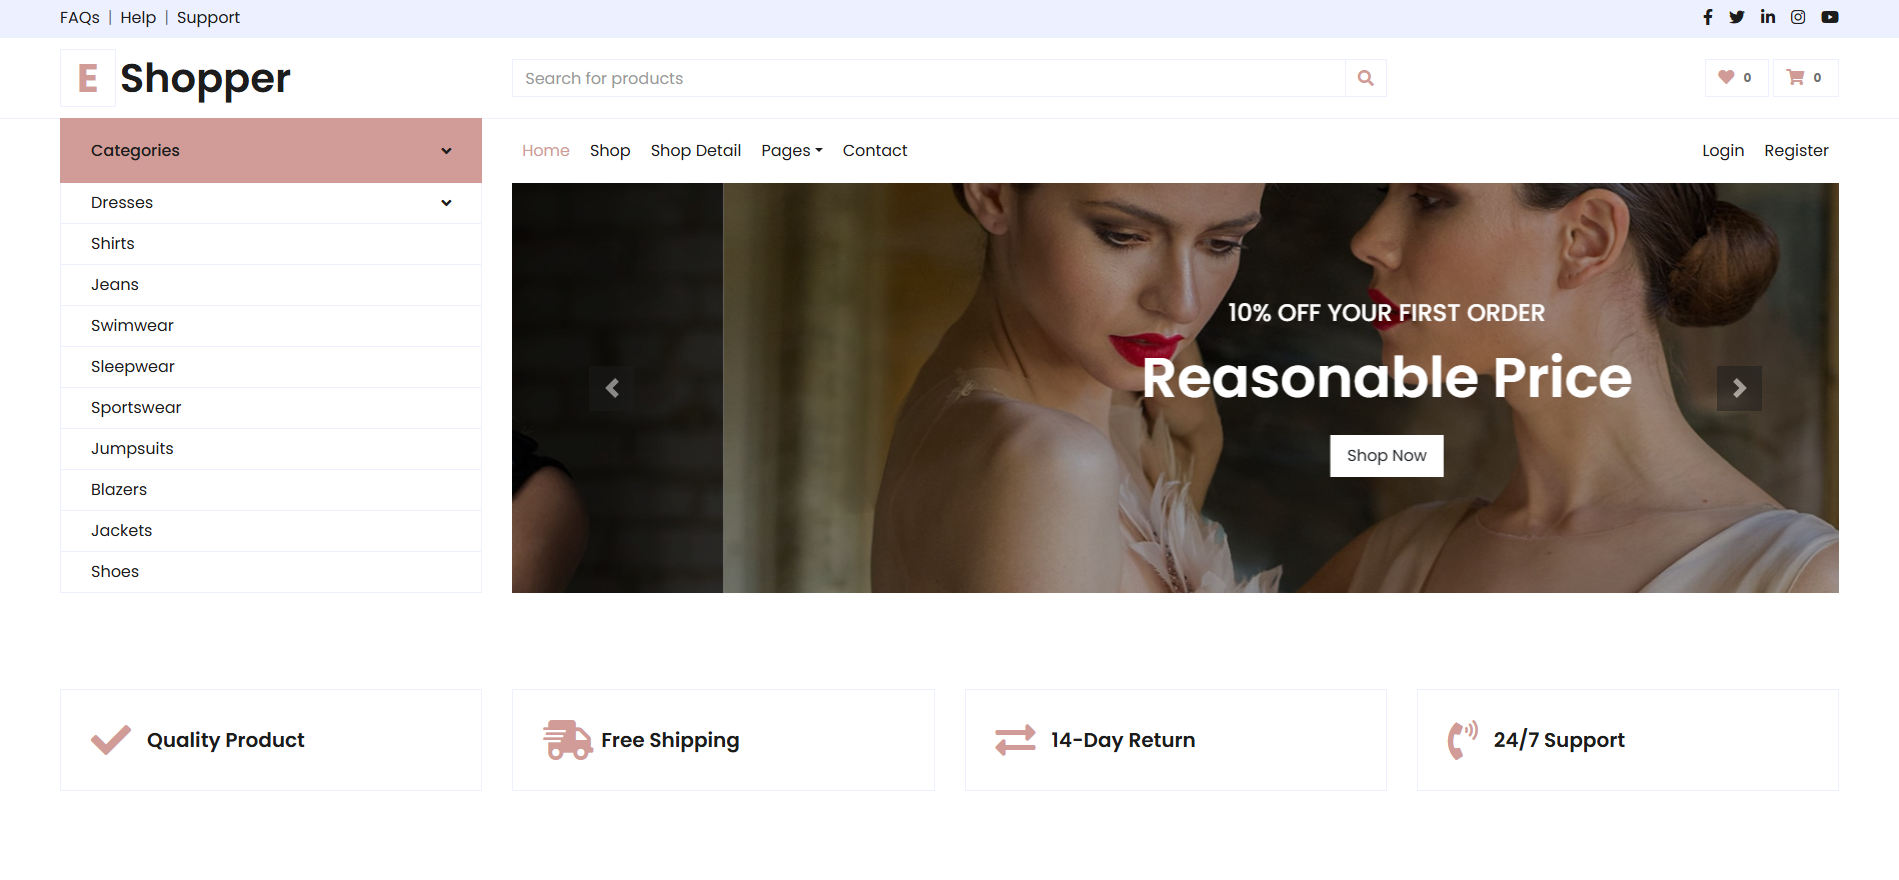 FAQs | Help | Support
E Shopper
Search for products
0
0
Categories
Home Shop Shop Detail Pages Contact
Login Register
Dresses
Shirts
Jeans
Swimwear
Sleepwear
Sportswear
Jumpsuits
Blazers
Jackets
Shoes
10% OFF YOUR FIRST ORDER
Reasonable Price
Shop Now
Quality Product
Free Shipping
14-Day Return
24/7 Support